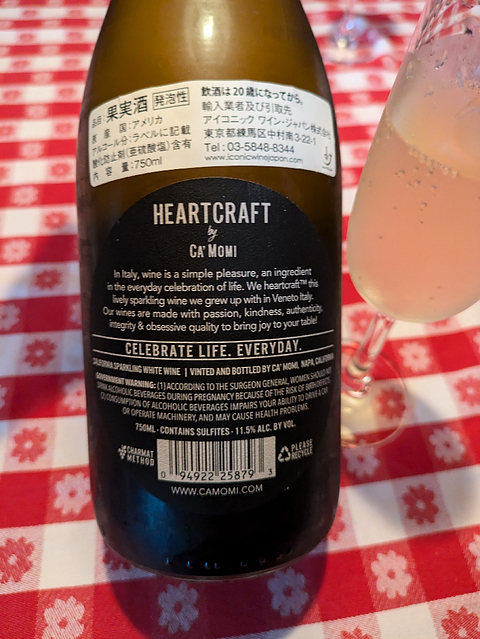 品目：果実酒 発泡性
原産国：アメリカ
アルコール分：ラベルに記載
酸化防止剤(亜硫酸塩)含有
内容量：750ml
飲酒は20歳になってから。
輸入業者及び引取先
アイコニック ワイン・ジャパン株式会社
東京都練馬区中村南3-22-1
Tel : 03-5848-8344
www.iconicwinejapan.com
HEARTCRAFT
by
CA' MOMI
In Italy, wine is a simple pleasure, an ingredient
in the everyday celebration of life. We heartcraft™ this
lively sparkling wine we grew up with in Veneto Italy.
Our wines are made with passion, kindness, authenticity,
integrity & obsessive quality to bring joy to your table!
CELEBRATE LIFE. EVERYDAY.
CALIFORNIA SPARKLING WHITE WINE | VINTED AND BOTTLED BY CA' MOMI, NAPA, CALIFORNIA
GOVERNMENT WARNING: (1) ACCORDING TO THE SURGEON GENERAL, WOMEN SHOULD NOT
DRINK ALCOHOLIC BEVERAGES DURING PREGNANCY BECAUSE OF THE RISK OF BIRTH DEFECTS.
(2) CONSUMPTION OF ALCOHOLIC BEVERAGES IMPAIRS YOUR ABILITY TO DRIVE A CAR
OR OPERATE MACHINERY, AND MAY CAUSE HEALTH PROBLEMS.
750ML · CONTAINS SULFITES · 11.5% ALC. BY VOL.
CHARMAT
METHOD
0 94922 25879 3
PLEASE
RECYCLE
WWW.CAMOMI.COM